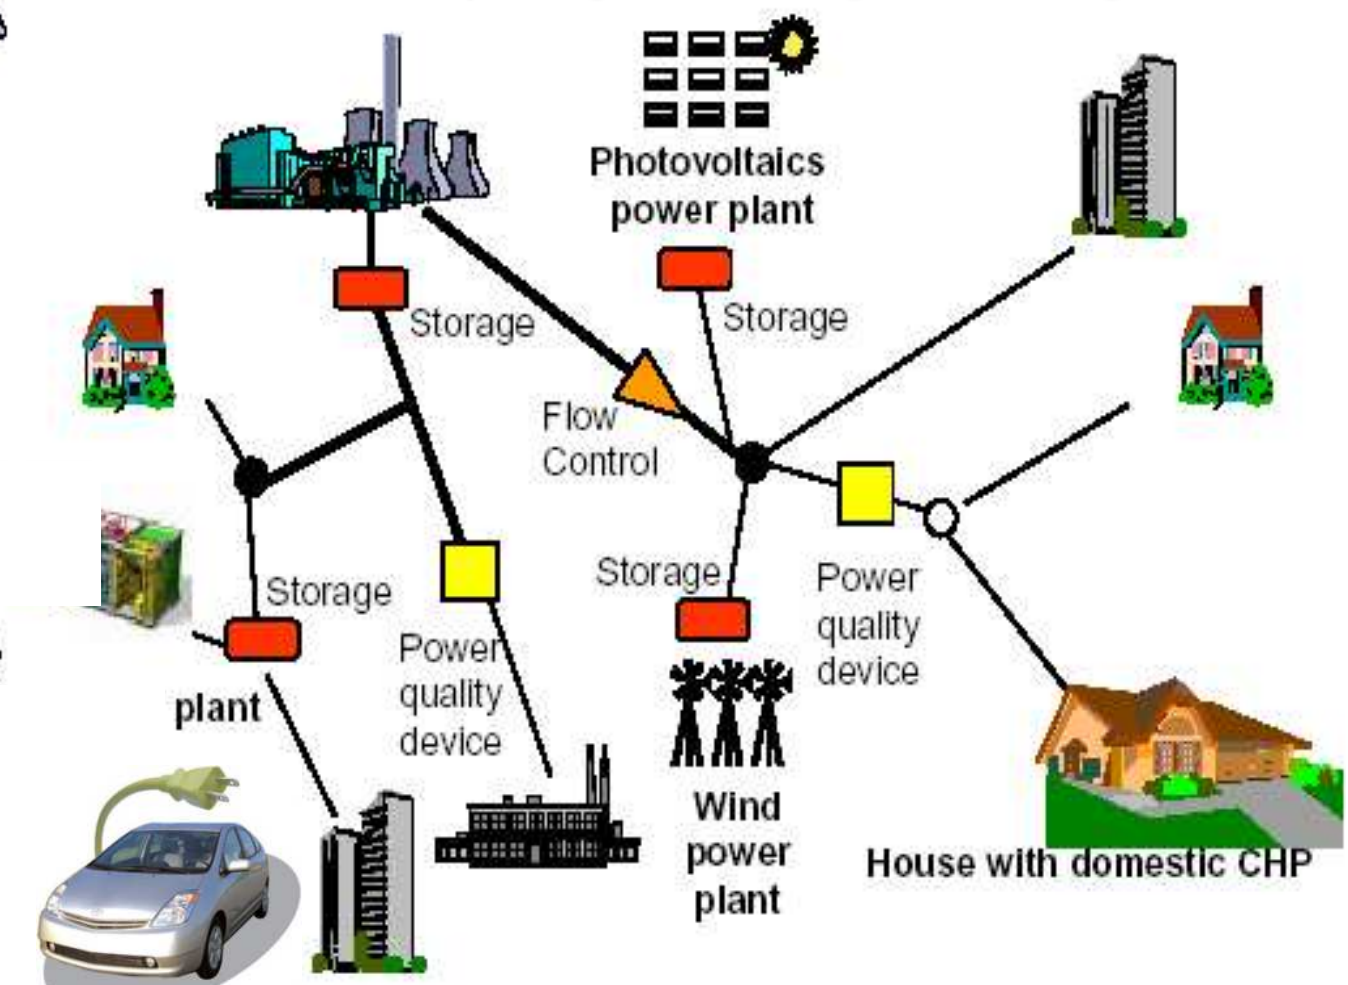 Photovoltaics
power plant
Storage
Storage
Flow
Control
Storage
Storage
Power
quality
device
Power
quality
device
plant
Wind
power
plant
House with domestic CHP